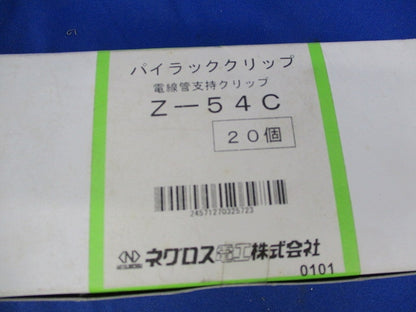 パイラッククリップ
電線管支持クリップ
Z-54C
20個
24571270325723
ネグロス電工株式会社
0101